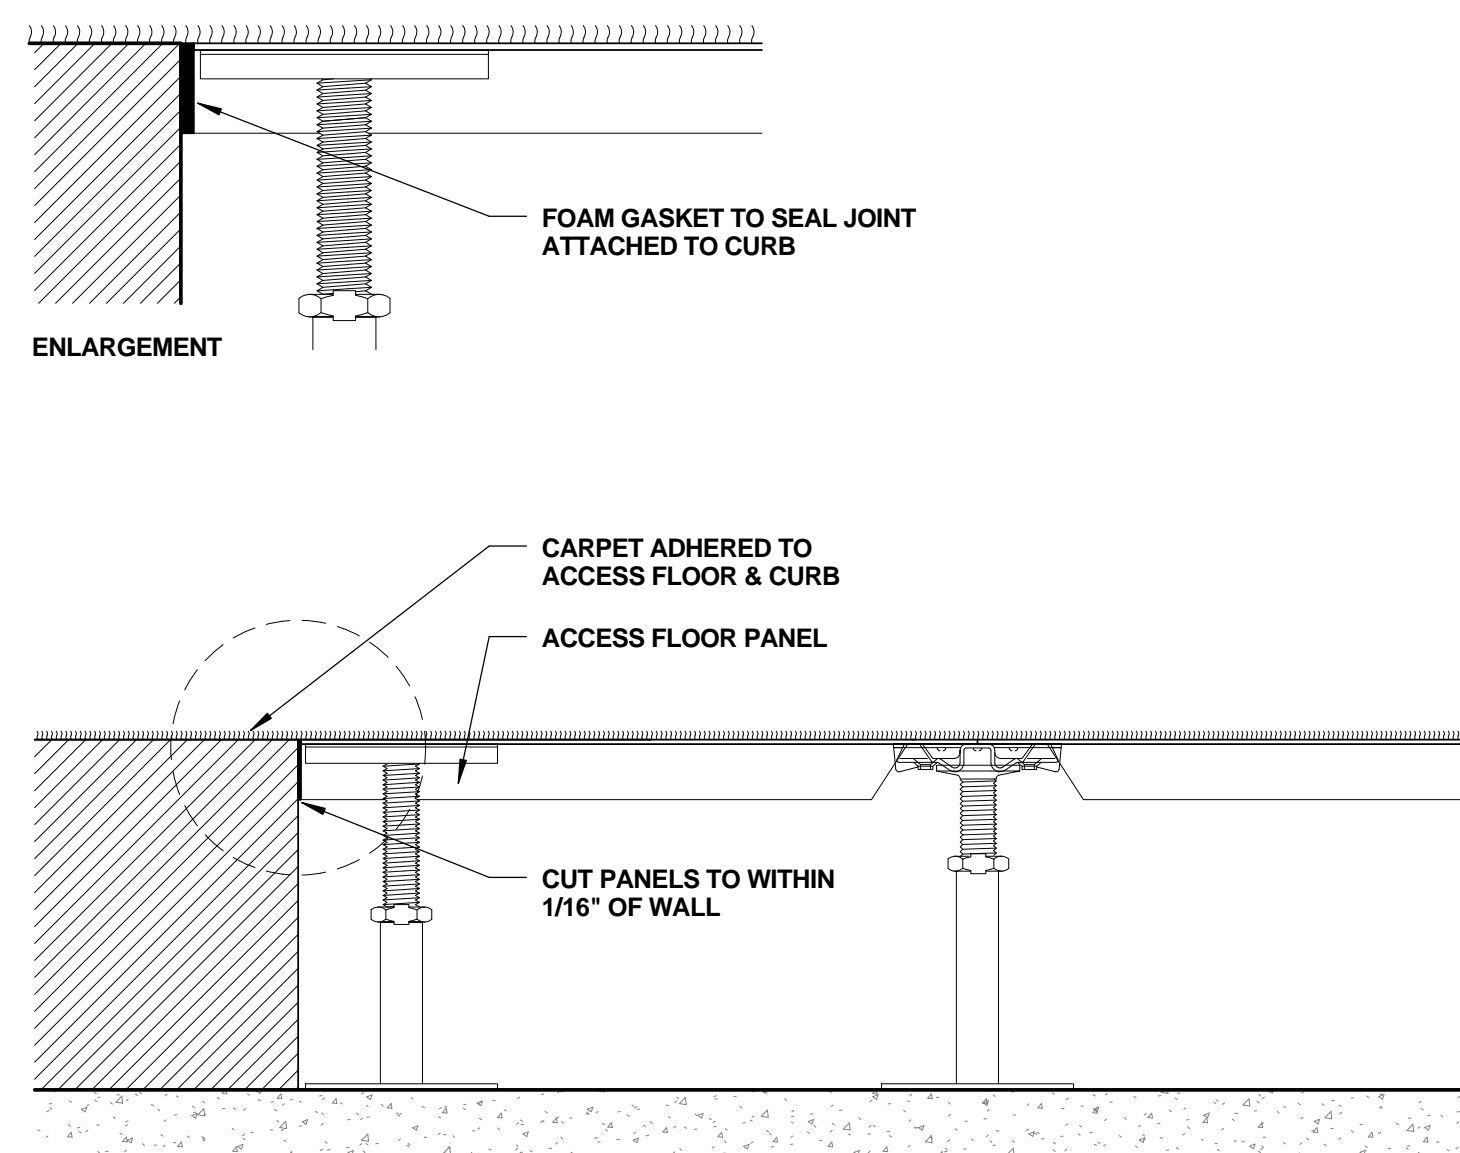 FOAM GASKET TO SEAL JOINT
ATTACHED TO CURB
ENLARGEMENT
CARPET ADHERED TO
ACCESS FLOOR & CURB
ACCESS FLOOR PANEL
CUT PANELS TO WITHIN
1/16" OF WALL